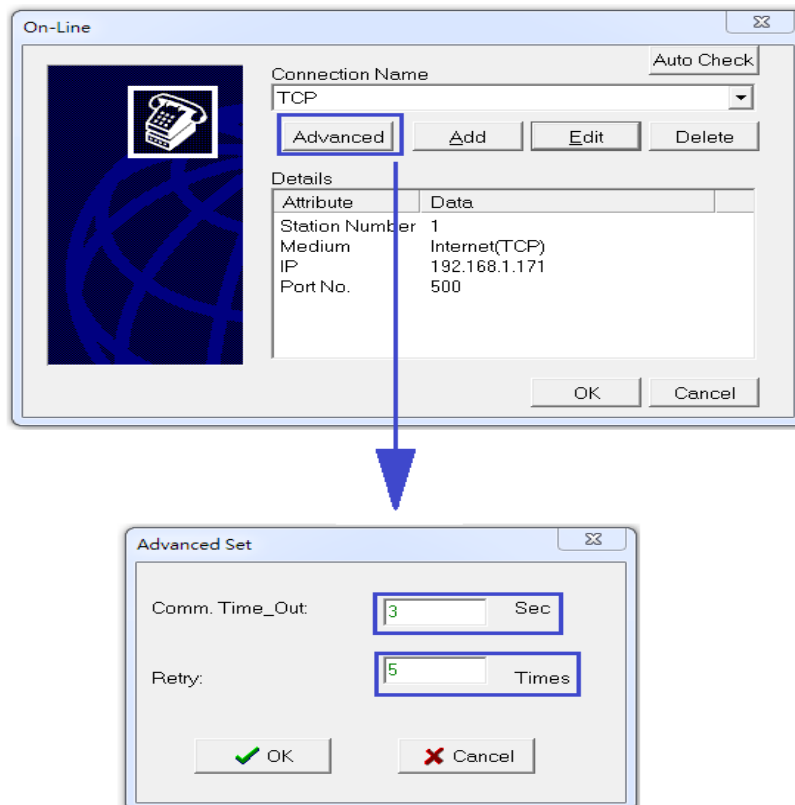 On-Line
Auto Check
Connection Name
TCP
Advanced Add Edit Delete
Details
Attribute Data
Station Number 1
Medium Internet(TCP)
IP 192.168.1.171
Port No. 500
OK Cancel
Advanced Set
Comm. Time_Out: 3 Sec
Retry: 5 Times
OK Cancel